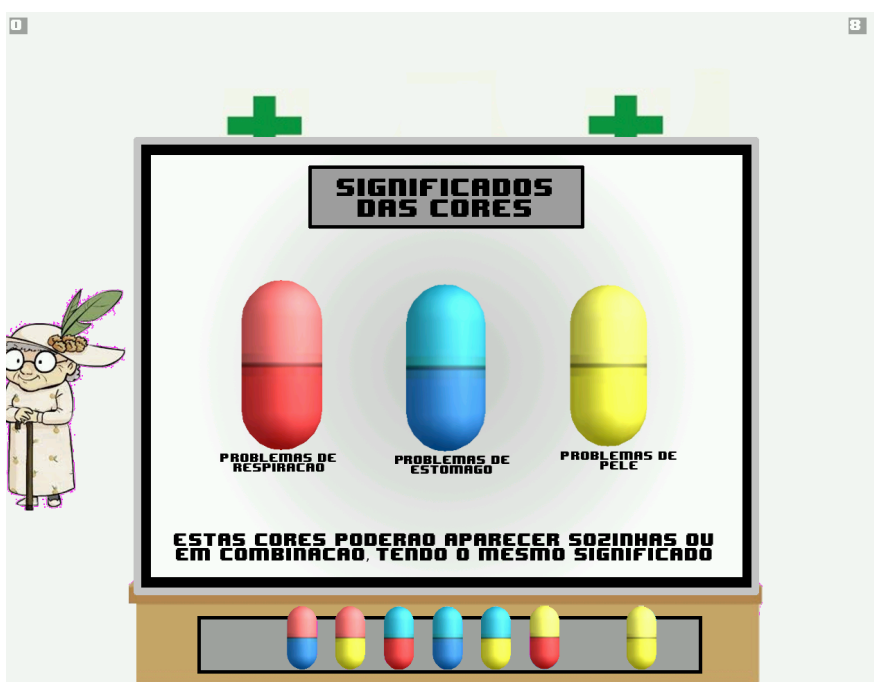 0
8
SIGNIFICADOS
DAS CORES
PROBLEMAS DE
RESPIRACAO
PROBLEMAS DE
ESTOMAGO
PROBLEMAS DE
PELE
ESTAS CORES PODERAO APARECER SOZINHAS OU
EM COMBINACAO, TENDO O MESMO SIGNIFICADO